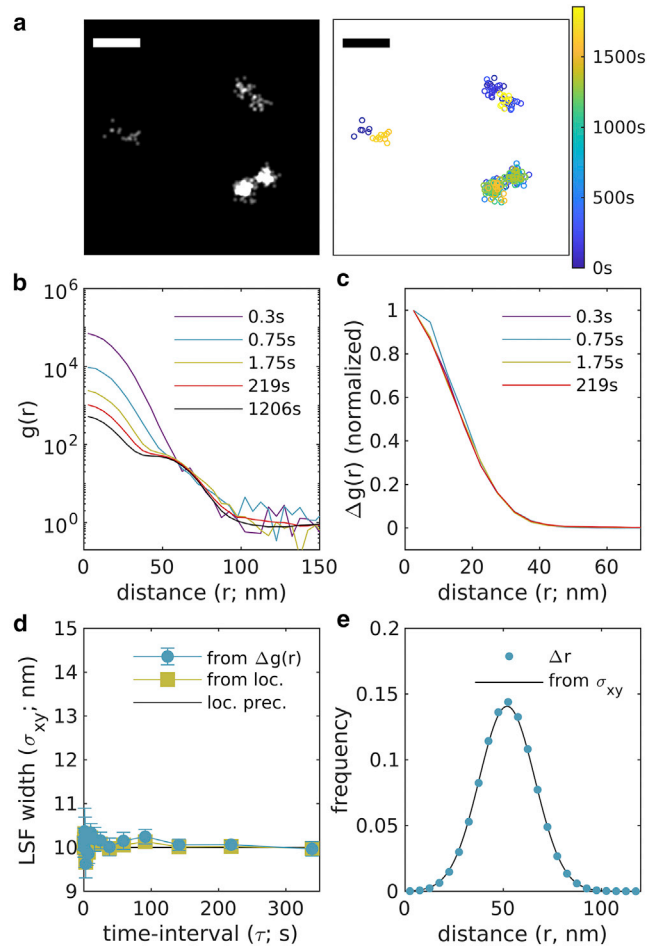 a
1500s
1000s
500s
0s
b
10^6
10^4
10^2
10^0
g(r)
0.3s
0.75s
1.75s
219s
1206s
0 50 100 150
distance (r; nm)
c
1
0.8
0.6
0.4
0.2
0
Δg(r) (normalized)
0.3s
0.75s
1.75s
219s
0 20 40 60
distance (r, nm)
d
15
14
13
12
11
10
9
LSF width (σ_xy; nm)
from Δg(r)
from loc.
loc. prec.
0 100 200 300
time-interval (τ; s)
e
0.2
0.15
0.1
0.05
0
frequency
Δr
from σ_xy
0 50 100
distance (r, nm)